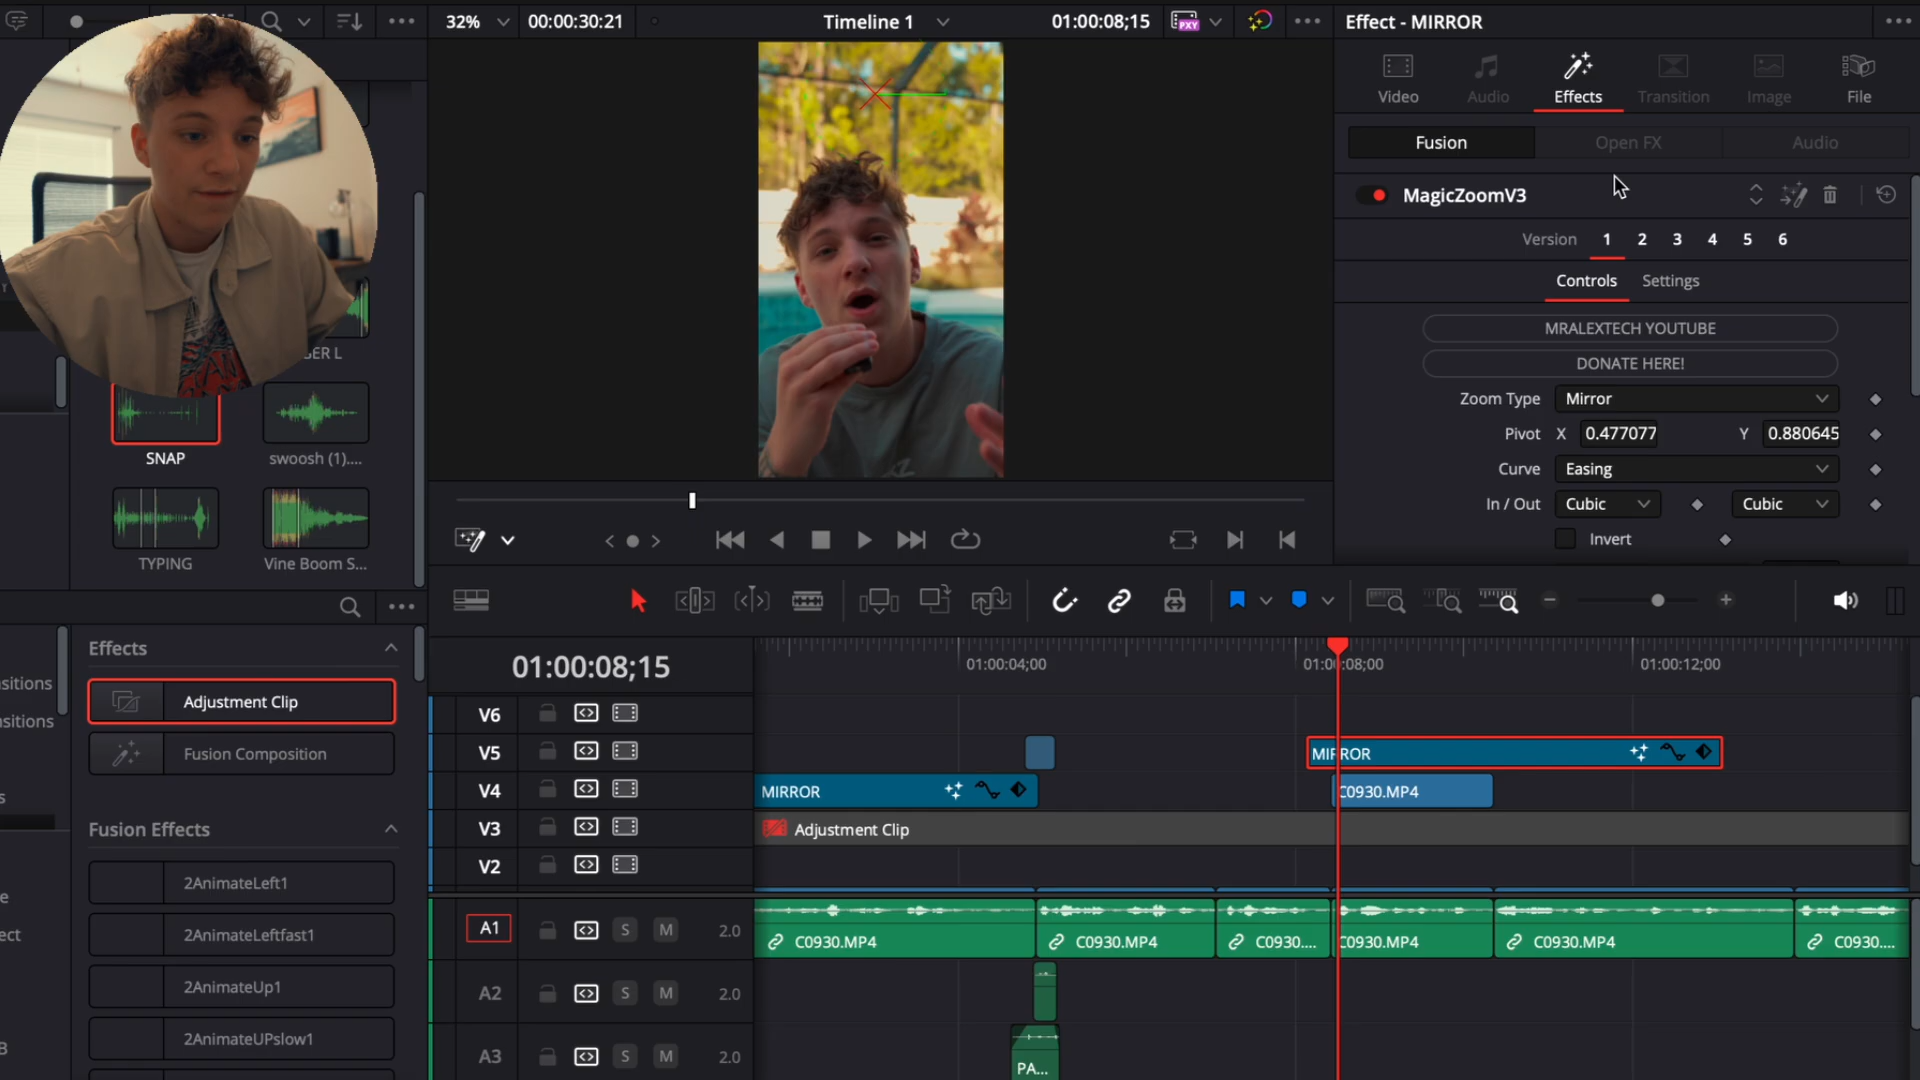 32%
00:00:30:21
Timeline 1
01:00:08;15
PXY
Effect - MIRROR
Video
Audio
Effects
Transition
Image
File
Fusion
Open FX
Audio
MagicZoomV3
Version 1 2 3 4 5 6
Controls
Settings
MRALEXTECH YOUTUBE
DONATE HERE!
Zoom Type Mirror
Pivot X 0.477077 Y 0.880645
Curve Easing
In / Out Cubic Cubic
Invert
GER L
SNAP
swoosh (1)....
TYPING
Vine Boom S...
Effects
sitions
Adjustment Clip
nsitions
Fusion Composition
s
Fusion Effects
2AnimateLeft1
e
2AnimateLeftfast1
ect
2AnimateUp1
2AnimateUPslow1
B
01:00:08;15
01:00:04;00
01:00:08;00
01:00:12;00
V6
V5
MIRROR
V4
MIRROR
C0930.MP4
V3
Adjustment Clip
V2
A1
S M 2.0
C0930.MP4
C0930.MP4
C0930....
C0930.MP4
C0930.MP4
C0930....
A2
S M 2.0
A3
S M 2.0
PA...